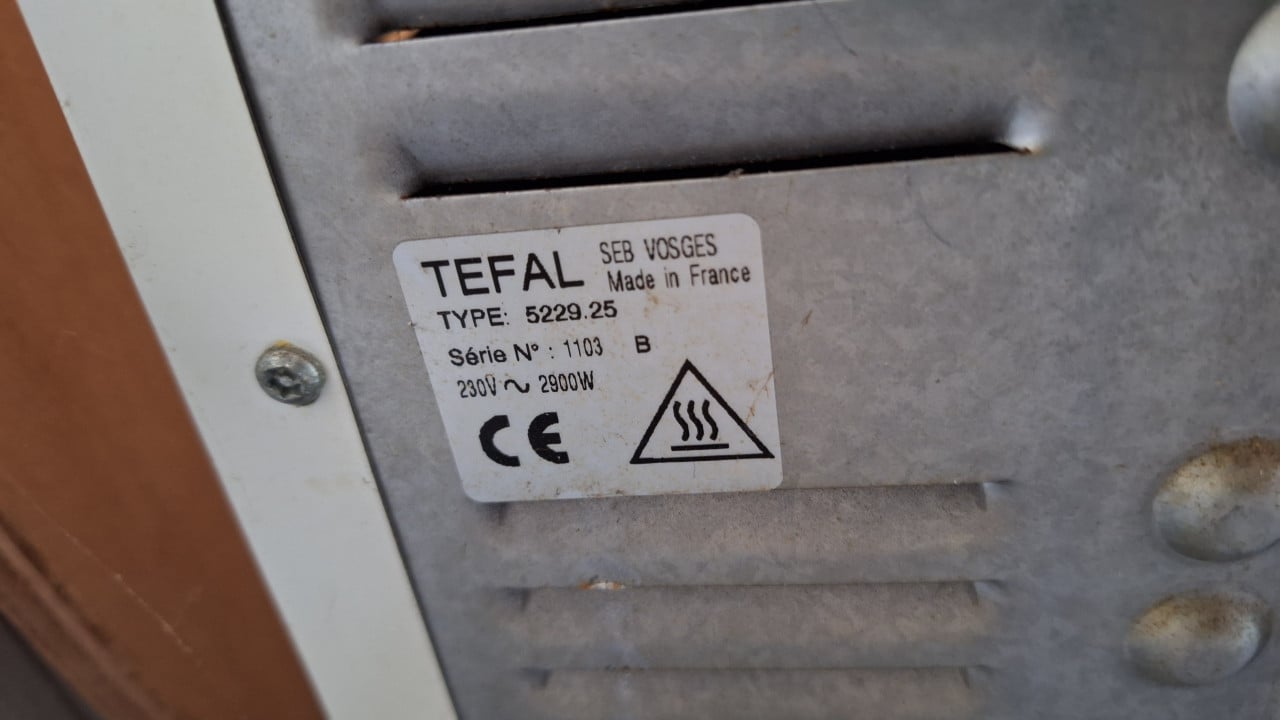 TEFAL SEB VOSGES
Made in France
TYPE: 5229.25
Série N° : 1103 B
230V ~ 2900W
CE